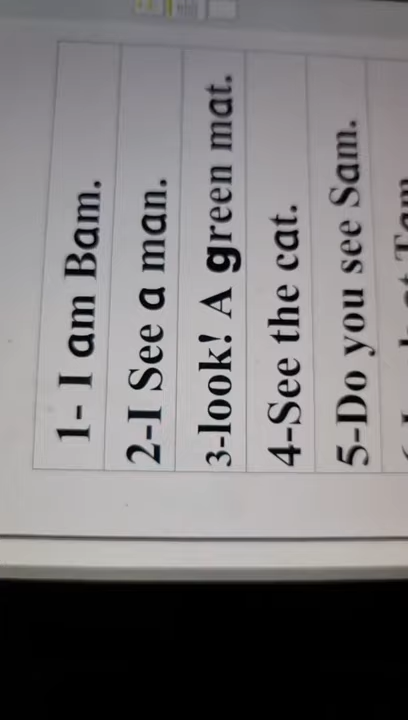 1- I am Bam.
2-I See a man.
3-look! A green mat.
4-See the cat.
5-Do you see Sam.